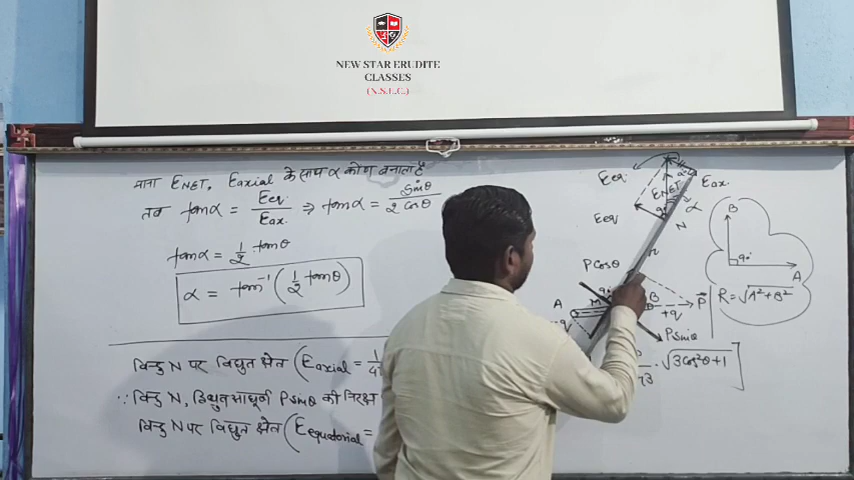 NEW STAR ERUDITE
CLASSES
(N.S.E.C.)
माना ENET, Eaxial के साथ α कोण बनाता है
तब tanα = Eeq. / Eax. ⇒ tanα = sinθ / 2 cosθ
tanα = 1/2 tanθ
α = tan⁻¹ (1/2 tanθ)
बिन्दु N पर विद्युत क्षेत्र (Eaxial = 1
∵ बिन्दु N, द्विध्रुव आघूर्ण Psinθ की निरक्ष
बिन्दु N पर विद्युत क्षेत्र (Eequatorial =
Eeq.
Eax.
ENET
Eeq
α
N
Pcosθ
90
A
M
B
+q
-q
P
Psinθ
√3cos²θ+1
B
90°
A
R = √A²+B²